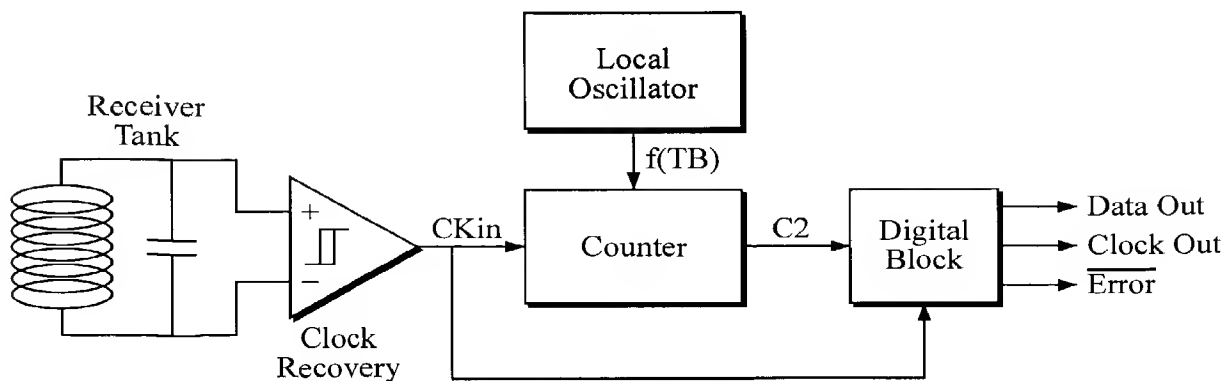 Local
Oscillator
Receiver
Tank
f(TB)
+
−
CKin
Counter
C2
Digital
Block
Data Out
Clock Out
Error
Clock
Recovery